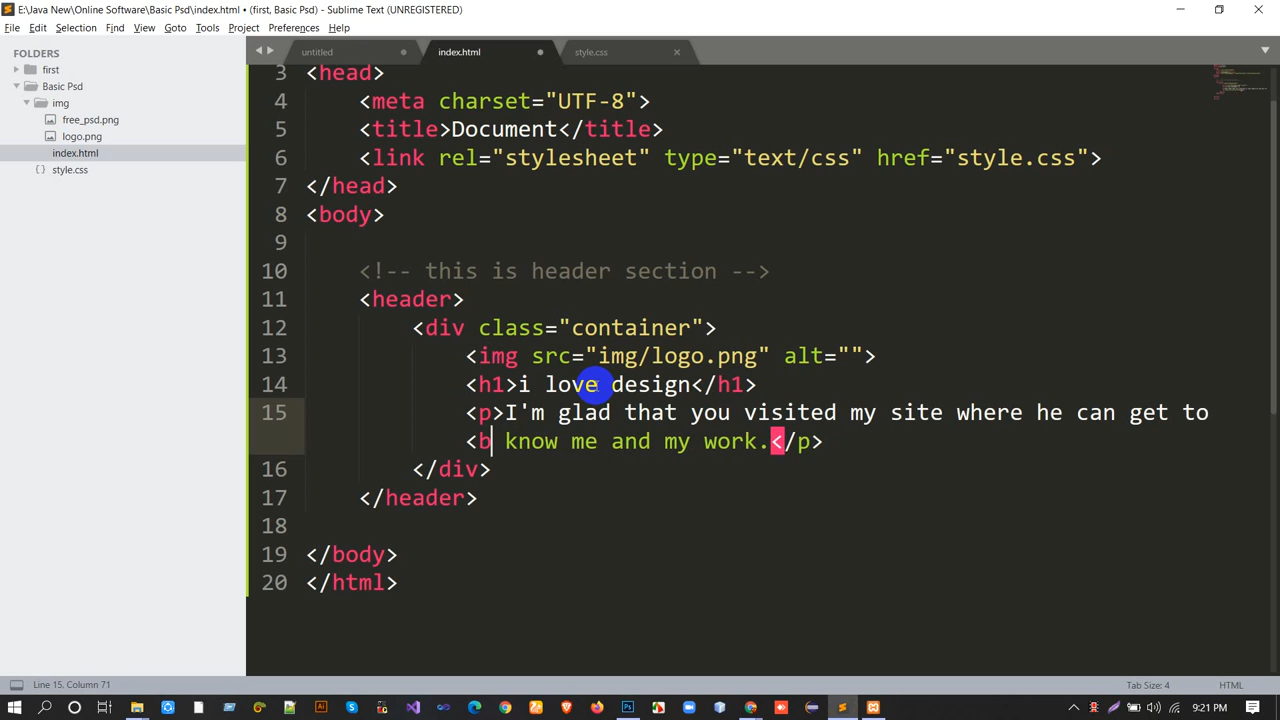 E:\Java New\Online Software\Basic Psd\index.html • (first, Basic Psd) - Sublime Text (UNREGISTERED)
File Edit Selection Find View Goto Tools Project Preferences Help
FOLDERS
first
Basic Psd
img
free_psd.png
logo.png
index.html
style.css
untitled index.html style.css
3 <head>
4 <meta charset="UTF-8">
5 <title>Document</title>
6 <link rel="stylesheet" type="text/css" href="style.css">
7 </head>
8 <body>
9
10 <!-- this is header section -->
11 <header>
12 <div class="container">
13 <img src="img/logo.png" alt="">
14 <h1>i love design</h1>
15 <p>I'm glad that you visited my site where he can get to
<b know me and my work.</p>
16 </div>
17 </header>
18
19 </body>
20 </html>
Line 15, Column 71 Tab Size: 4 HTML
9:21 PM